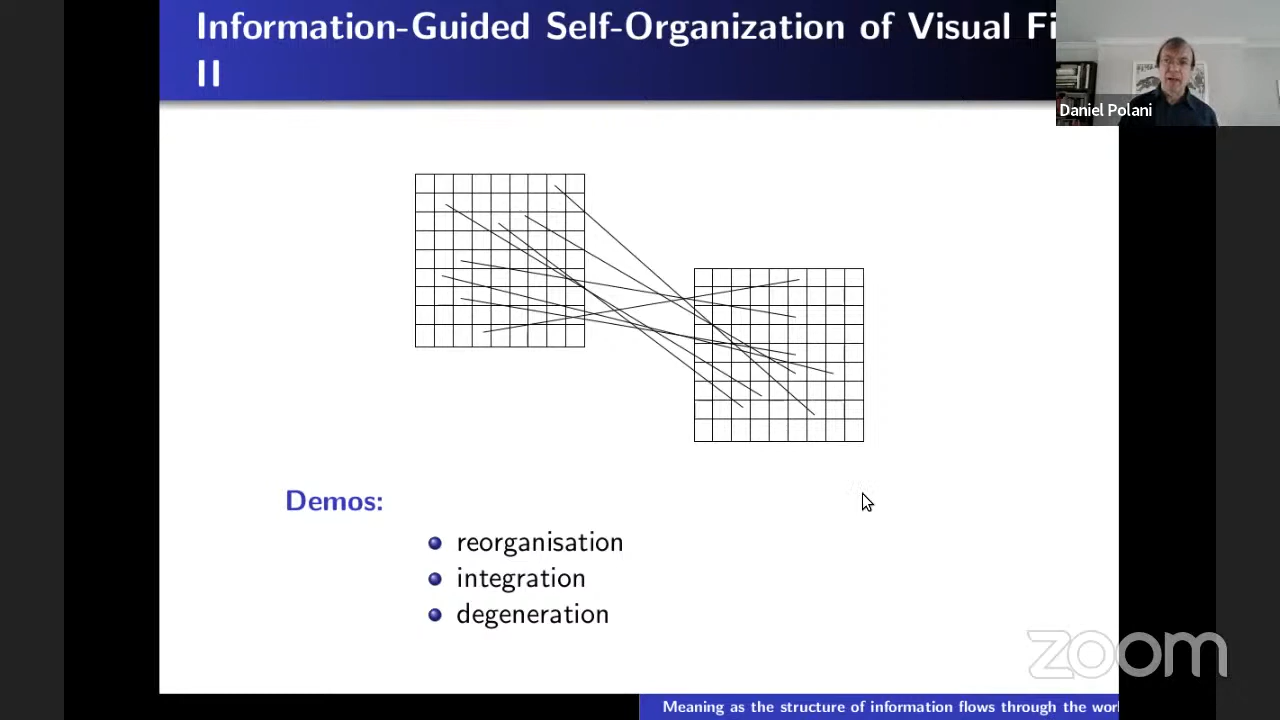 Information-Guided Self-Organization of Visual Fi
II
Daniel Polani
Demos:
reorganisation
integration
degeneration
zoom
Meaning as the structure of information flows through the wor